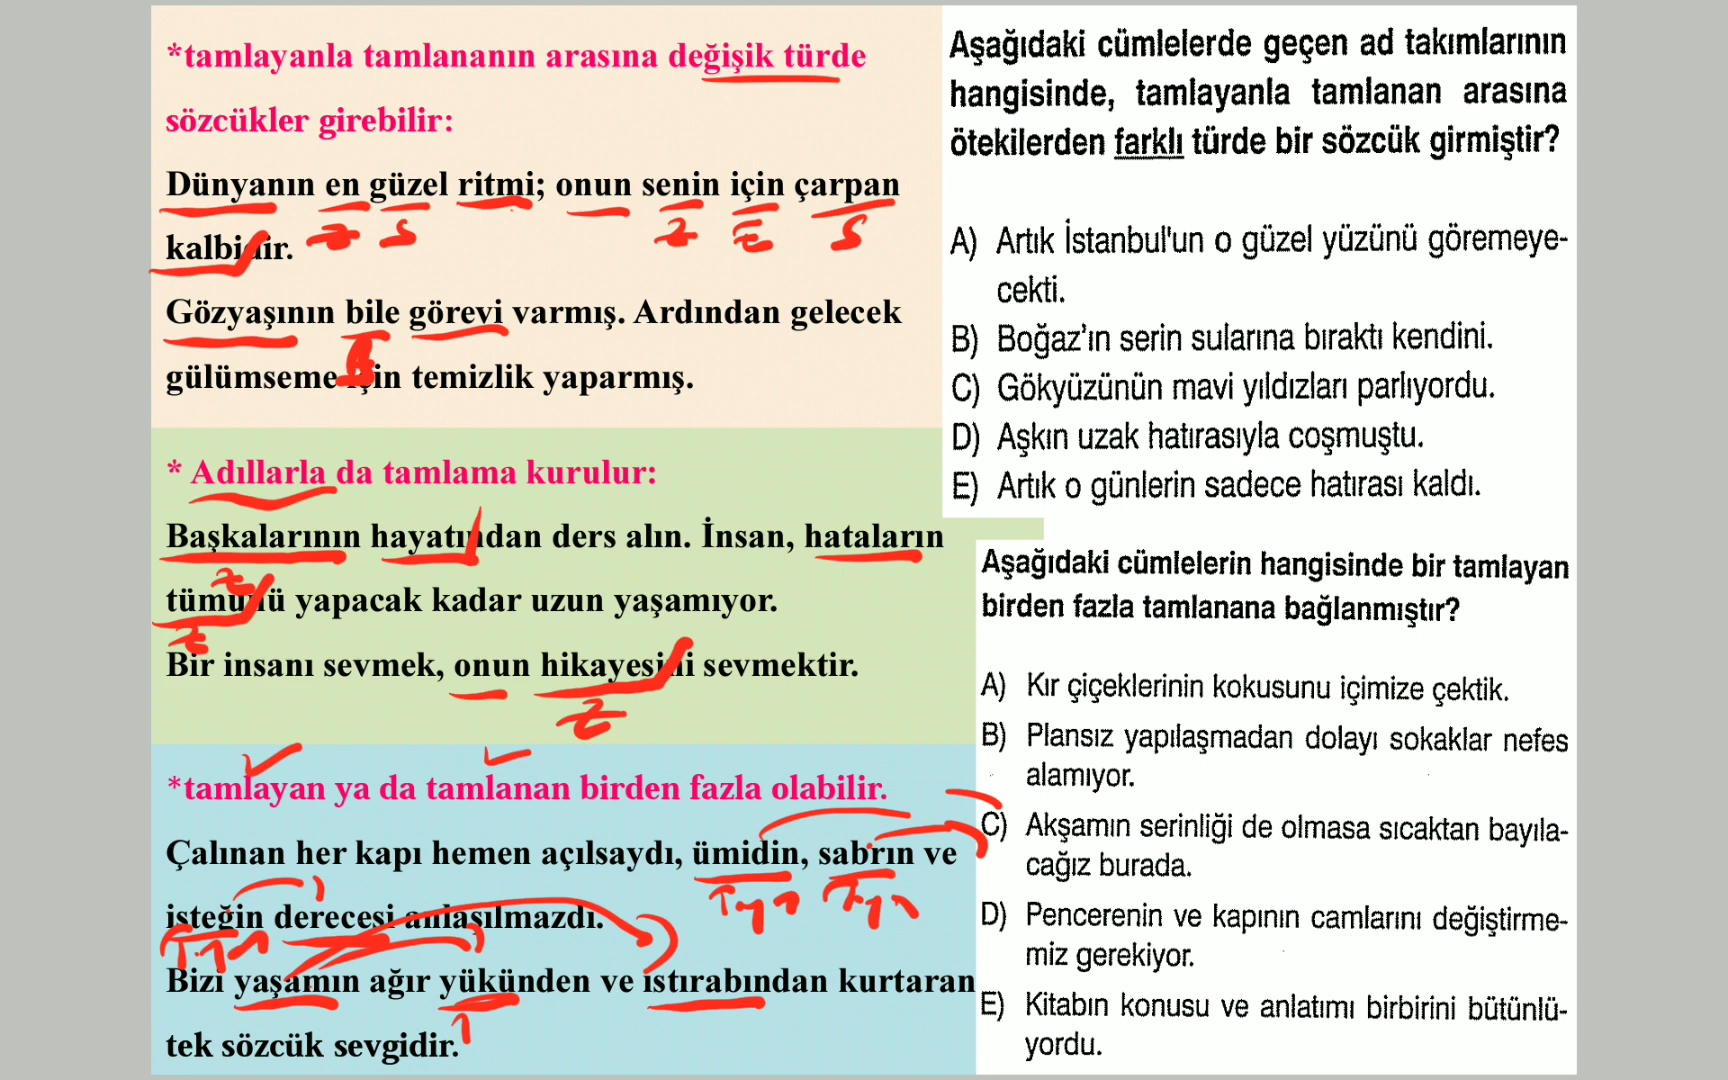 *tamlayanla tamlananın arasına değişik türde
sözcükler girebilir:
Dünyanın en güzel ritmi; onun senin için çarpan
Z S Z E S
kalbidir.
Gözyaşının bile görevi varmış. Ardından gelecek
gülümseme için temizlik yaparmış.
* Adıllarla da tamlama kurulur:
Başkalarının hayatından ders alın. İnsan, hataların
z
tümünü yapacak kadar uzun yaşamıyor.
z
Bir insanı sevmek, onun hikayesini sevmektir.
z
*tamlayan ya da tamlanan birden fazla olabilir.
Çalınan her kapı hemen açılsaydı, ümidin, sabrın ve
Tyn Tyn
isteğin derecesi anlaşılmazdı.
Tyn
Bizi yaşamın ağır yükünden ve ıstırabından kurtaran
tek sözcük sevgidir.
Aşağıdaki cümlelerde geçen ad takımlarının
hangisinde, tamlayanla tamlanan arasına
ötekilerden farklı türde bir sözcük girmiştir?
A) Artık İstanbul'un o güzel yüzünü göremeye-
cekti.
B) Boğaz'ın serin sularına bıraktı kendini.
C) Gökyüzünün mavi yıldızları parlıyordu.
D) Aşkın uzak hatırasıyla coşmuştu.
E) Artık o günlerin sadece hatırası kaldı.
Aşağıdaki cümlelerin hangisinde bir tamlayan
birden fazla tamlanana bağlanmıştır?
A) Kır çiçeklerinin kokusunu içimize çektik.
B) Plansız yapılaşmadan dolayı sokaklar nefes
alamıyor.
C) Akşamın serinliği de olmasa sıcaktan bayıla-
cağız burada.
D) Pencerenin ve kapının camlarını değiştirme-
miz gerekiyor.
E) Kitabın konusu ve anlatımı birbirini bütünlü-
yordu.